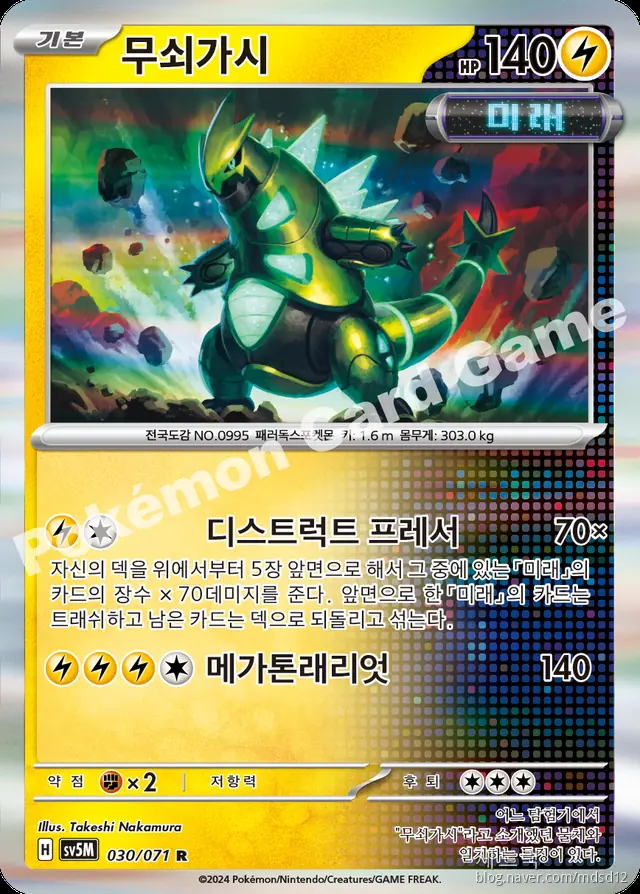 기본 무쇠가시 HP 140
미래
전국도감 NO.0995 패러독스포켓몬 키: 1.6 m 몸무게: 303.0 kg
Pokémon Card Game
디스트럭트 프레셔 70×
자신의 덱을 위에서부터 5장 앞면으로 해서 그 중에 있는 「미래」의
카드의 장수 × 70데미지를 준다. 앞면으로 한 「미래」의 카드는
트래쉬하고 남은 카드는 덱으로 되돌리고 섞는다.
메가톤래리엇 140
약점 ×2 저항력 후퇴
어느 탐험기에서
"무쇠가시"라고 소개했던 물체와
일치하는 특징이 있다.
Illus. Takeshi Nakamura
H sv5M 030/071 R
©2024 Pokémon/Nintendo/Creatures/GAME FREAK.
blog.naver.com/mdsd12